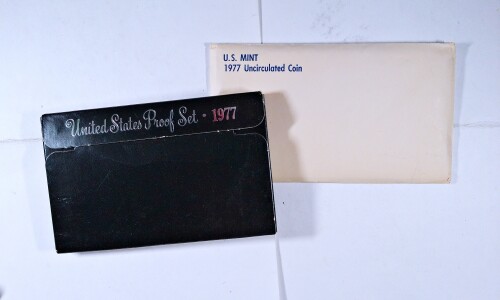 U.S. MINT
1977 Uncirculated Coin
United States Proof Set · 1977